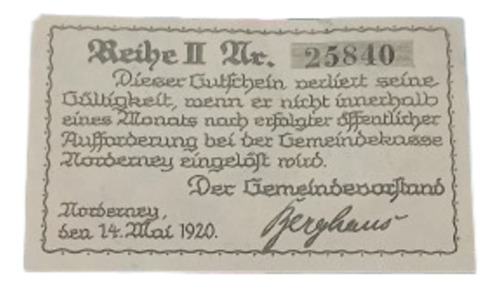 Reihe II Nr. 25840
Dieser Gutschein verliert seine
Gültigkeit, wenn er nicht innerhalb
eines Monats nach erfolgter öffentlicher
Aufforderung bei der Gemeindekasse
Norderney eingelöst wird.
Der Gemeindevorstand
Norderney,
den 14. Mai 1920.
Berghaus